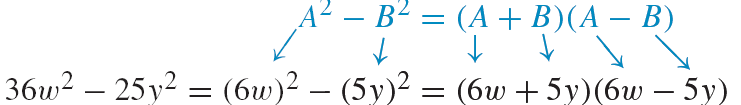 A² − B² = (A + B)(A − B)
36w² − 25y² = (6w)² − (5y)² = (6w + 5y)(6w − 5y)